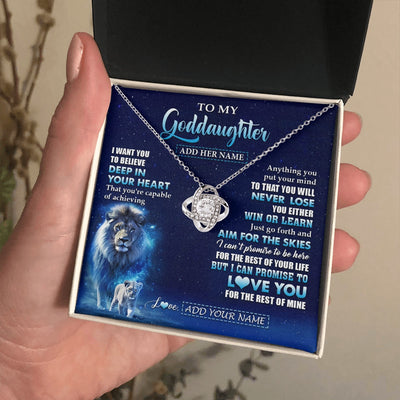 TO MY
Goddaughter
ADD HER NAME
I WANT YOU
TO BELIEVE
DEEP IN
YOUR HEART
That you're capable
of achieving
Anything you
put your mind
TO THAT YOU WILL
NEVER LOSE
YOU EITHER
WIN OR LEARN
Just go forth and
AIM FOR THE SKIES
I can't promise to be here
FOR THE REST OF YOUR LIFE
BUT I CAN PROMISE TO
LOVE YOU
FOR THE REST OF MINE
Love, ADD YOUR NAME